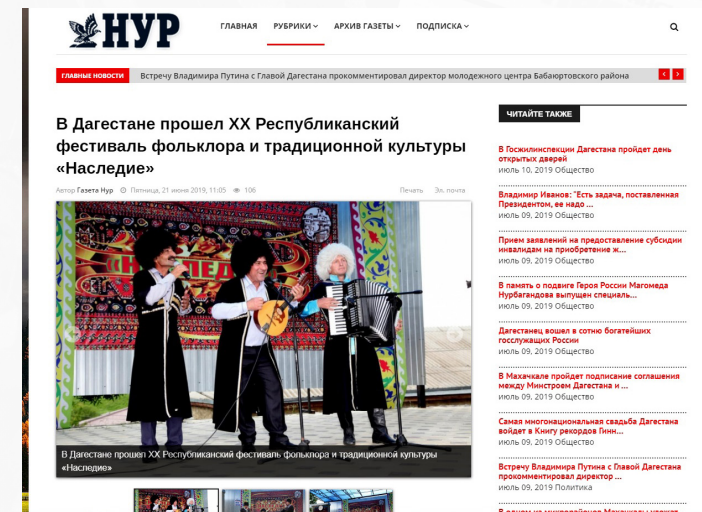 НУР
ГЛАВНАЯ РУБРИКИ АРХИВ ГАЗЕТЫ ПОДПИСКА
ГЛАВНЫЕ НОВОСТИ Встречу Владимира Путина с Главой Дагестана прокомментировал директор молодежного центра Бабаюртовского района
В Дагестане прошел XX Республиканский
фестиваль фольклора и традиционной культуры
«Наследие»
Автор Газета Нур Пятница, 21 июня 2019, 11:05 106 Печать Эл. почта
В Дагестане прошел XX Республиканский фестиваль фольклора и традиционной культуры
«Наследие»
ЧИТАЙТЕ ТАКЖЕ
В Госжилинспекции Дагестана пройдет день
открытых дверей
июль 10, 2019 Общество
Владимир Иванов: "Есть задача, поставленная
Президентом, ее надо ...
июль 09, 2019 Общество
Прием заявлений на предоставление субсидии
инвалидам на приобретение ж...
июль 09, 2019 Общество
В память о подвиге Героя России Магомеда
Нурбагандова выпущен специаль...
июль 09, 2019 Общество
Дагестанец вошел в сотню богатейших
госслужащих России
июль 09, 2019 Общество
В Махачкале пройдет подписание соглашения
между Минстроем Дагестана и ...
июль 09, 2019 Общество
Самая многонациональная свадьба Дагестана
войдет в Книгу рекордов Гинн...
июль 09, 2019 Общество
Встречу Владимира Путина с Главой Дагестана
прокомментировал директор ...
июль 09, 2019 Политика